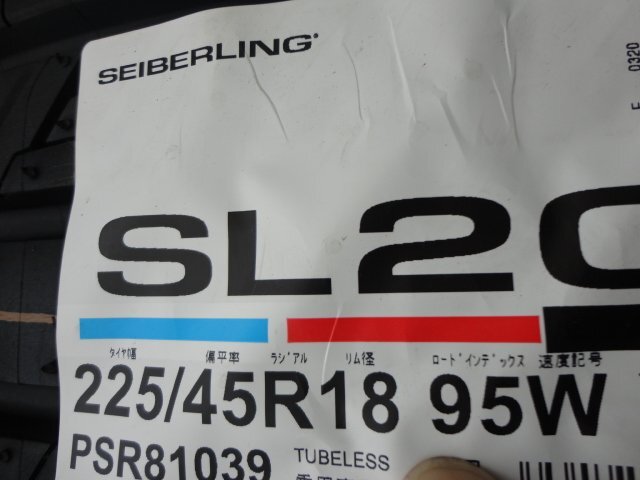 SEIBERLING
0320
SL20
タイヤ幅 偏平率 ラジアル リム径 ロードインデックス 速度記号
225/45R18 95W
PSR81039 TUBELESS